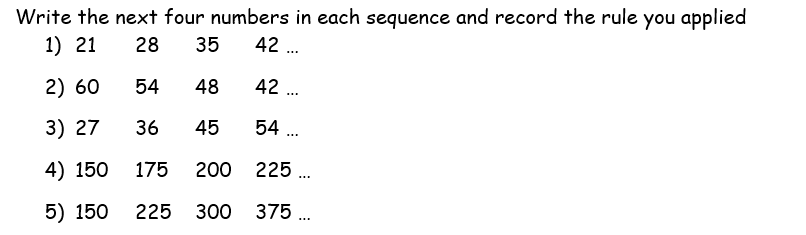 Write the next four numbers in each sequence and record the rule you applied
1) 21 28 35 42 ...
2) 60 54 48 42 ...
3) 27 36 45 54 ...
4) 150 175 200 225 ...
5) 150 225 300 375 ...